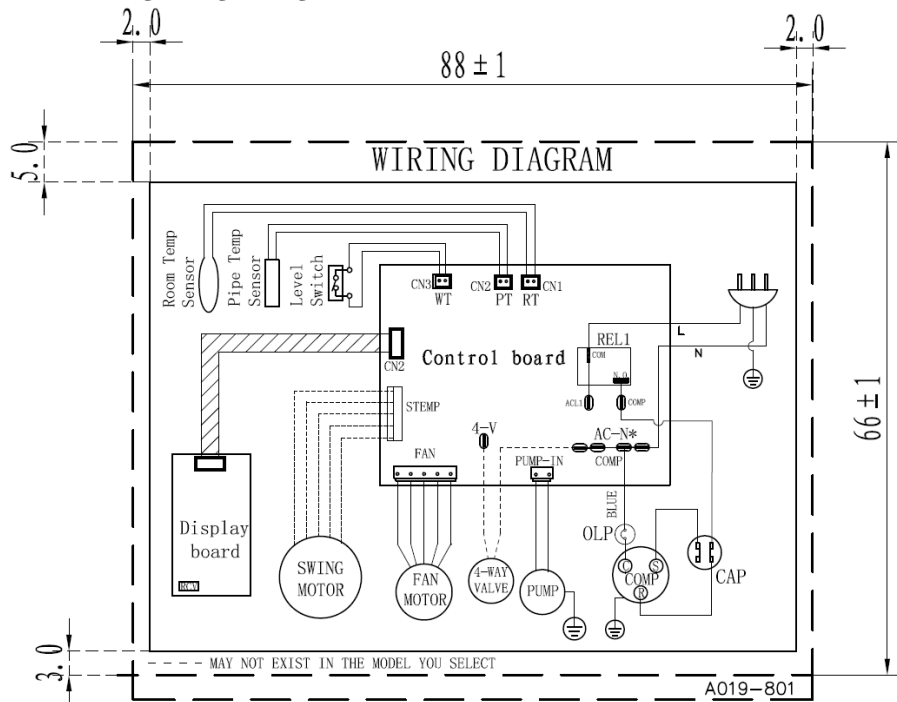 2.0
88±1
2.0
5.0
WIRING DIAGRAM
Room Temp
Sensor
Pipe Temp
Sensor
Level
Switch
CN3
WT
CN2
PT
RT
CN1
L
N
REL1
COM
N.O
ACL1
COMP
CN2
Control board
STEMP
4-V
AC-N*
COMP
FAN
PUMP-IN
66±1
BLUE
OLP
Display
board
RCV
SWING
MOTOR
FAN
MOTOR
4-WAY
VALVE
PUMP
C
S
COMP
R
CAP
3.0
MAY NOT EXIST IN THE MODEL YOU SELECT
A019-801